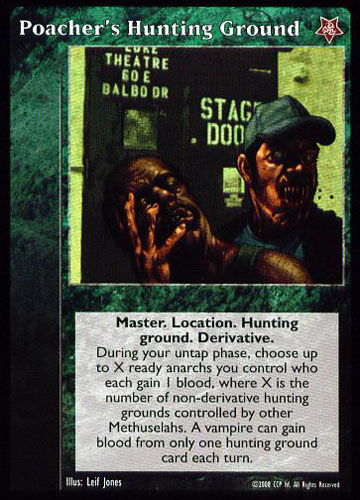 Poacher's Hunting Ground
THEATRE
60 E
BALBO DR
STAG
DOO
Master. Location. Hunting
ground. Derivative.
During your untap phase, choose up
to X ready anarchs you control who
each gain 1 blood, where X is the
number of non-derivative hunting
grounds controlled by other
Methuselahs. A vampire can gain
blood from only one hunting ground
card each turn.
Illus: Leif Jones
©2008 CCP hf. All Rights Reserved